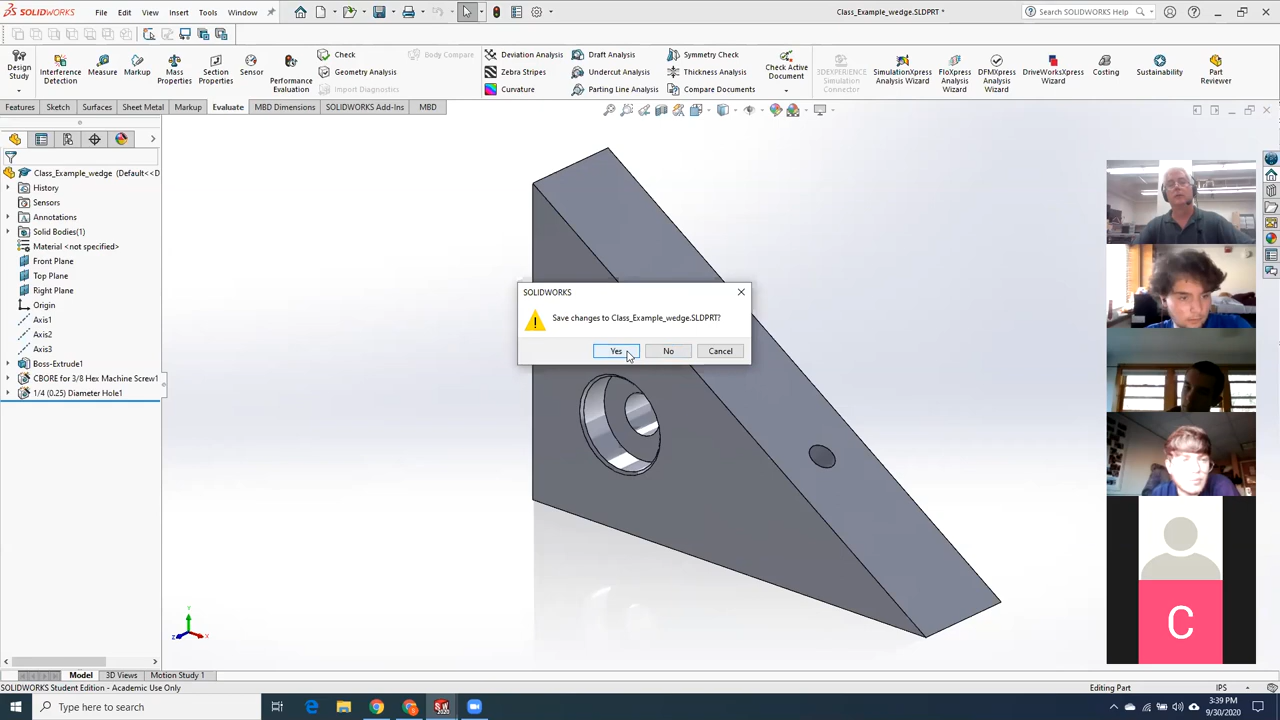 SOLIDWORKS File Edit View Insert Tools Window Class_Example_wedge.SLDPRT * Search SOLIDWORKS Help
Design Study Interference Detection Measure Markup Mass Properties Section Properties Sensor Performance Evaluation Check Geometry Analysis Import Diagnostics Body Compare Deviation Analysis Zebra Stripes Curvature Draft Analysis Undercut Analysis Parting Line Analysis Symmetry Check Thickness Analysis Compare Documents Check Active Document 3DEXPERIENCE Simulation Connector SimulationXpress Analysis Wizard FloXpress Analysis Wizard DFMXpress Analysis Wizard DriveWorksXpress Wizard Costing Sustainability Part Reviewer
Features Sketch Surfaces Sheet Metal Markup Evaluate MBD Dimensions SOLIDWORKS Add-Ins MBD
Class_Example_wedge (Default<<D
History
Sensors
Annotations
Solid Bodies(1)
Material <not specified>
Front Plane
Top Plane
Right Plane
Origin
Axis1
Axis2
Axis3
Boss-Extrude1
CBORE for 3/8 Hex Machine Screw1
1/4 (0.25) Diameter Hole1
SOLIDWORKS
Save changes to Class_Example_wedge.SLDPRT?
Yes No Cancel
C
Y
X
Z
Model 3D Views Motion Study 1
SOLIDWORKS Student Edition - Academic Use Only Editing Part IPS
Type here to search
3:39 PM
9/30/2020